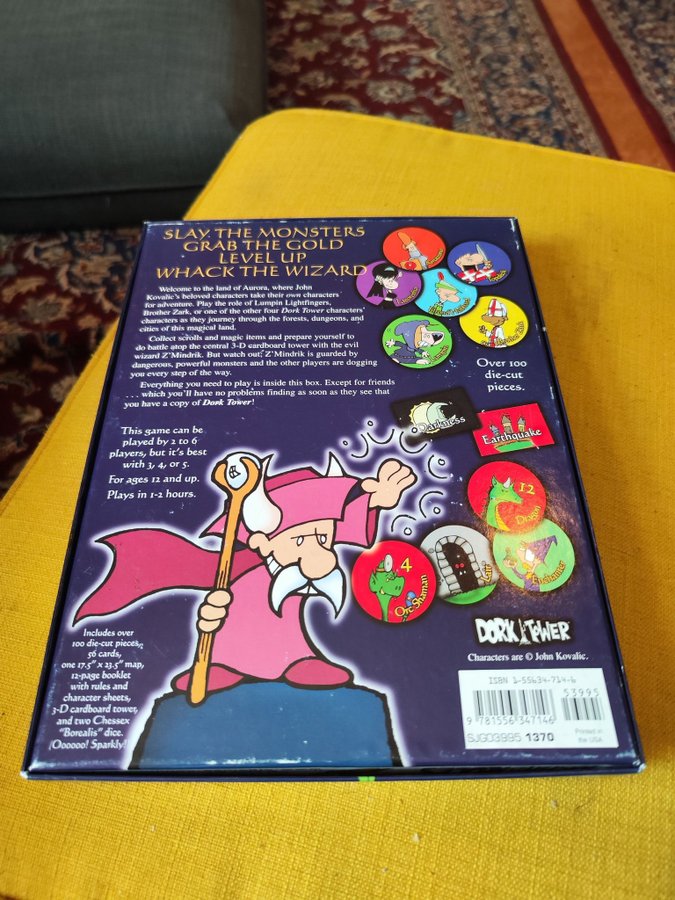 SLAY THE MONSTERS
GRAB THE GOLD
LEVEL UP
WHACK THE WIZARD
Welcome to the land of Aurora, where John
Kovalic's beloved characters take their own characters
for adventure. Play the role of Lumpin Lightfingers,
Brother Zark, or one of the other four Dork Tower characters'
characters as they journey through the forests, dungeons, and
cities of this magical land.
Collect scrolls and magic items and prepare yourself to
do battle atop the central 3-D cardboard tower with the evil
wizard Z'Mindrik. But watch out; Z'Mindrik is guarded by
dangerous, powerful monsters and the other players are dogging
you every step of the way.
Everything you need to play is inside this box. Except for friends
. . . which you'll have no problems finding as soon as they see that
you have a copy of Dork Tower!
This game can be
played by 2 to 6
players, but it's best
with 3, 4, or 5.
For ages 12 and up.
Plays in 1-2 hours.
Over 100
die-cut
pieces.
Darkness
Earthquake
12
Dragon
4
Orc Shaman
Enchanter
Includes over
100 die-cut pieces,
56 cards,
one 17.5" x 23.5" map,
12-page booklet
with rules and
character sheets,
3-D cardboard tower,
and two Chessex
"Borealis" dice.
(Oooooo! Sparkly!)
DORK TOWER
Characters are © John Kovalic.
ISBN 1-55634-714-6
53995
9 781556 347146
SJG03995 1370
Printed in
the USA